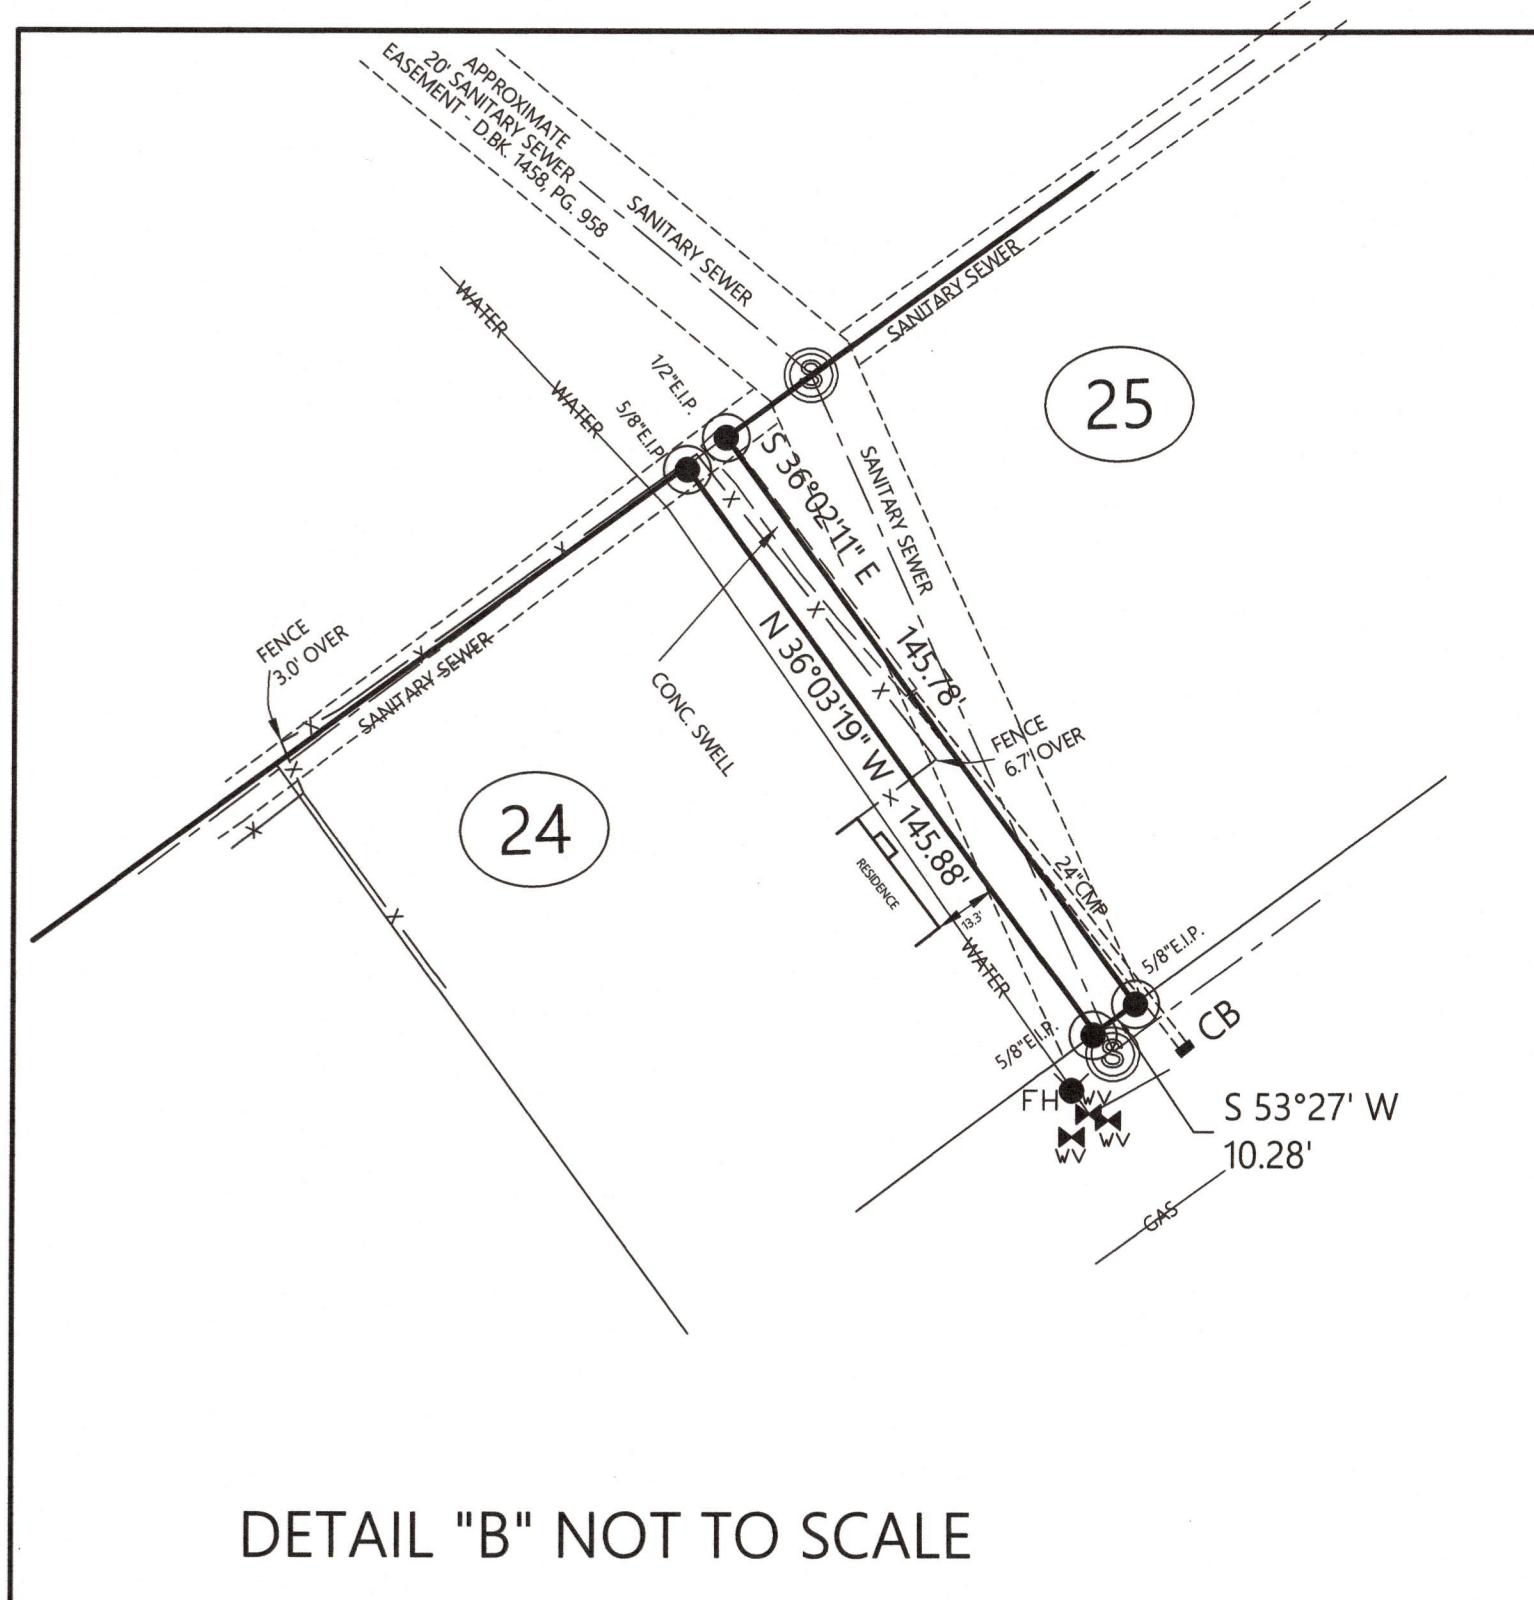 APPROXIMATE
20' SANITARY SEWER
EASEMENT - D.BK. 1458, PG. 958
SANITARY SEWER
SANITARY SEWER
WATER
WATER
1/2"E.I.P.
5/8"E.I.P.
S
25
S 36°02'11" E
145.78'
SANITARY SEWER
X
X
X
X
X
X
X
FENCE
3.0' OVER
SANITARY SEWER
X
X
X
CONC. SWELL
N 36°03'19" W
145.88'
FENCE
6.7' OVER
24
RESIDENCE
13.3'
24"CMP
WATER
5/8"E.I.P.
5/8"E.I.P.
S
CB
FH
WV
WV
WV
S 53°27' W
10.28'
GAS
DETAIL "B" NOT TO SCALE